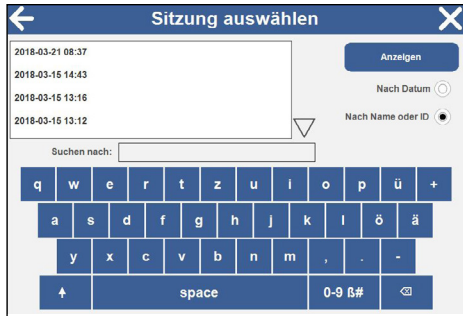 Sitzung auswählen
2018-03-21 08:37
2018-03-15 14:43
2018-03-15 13:16
2018-03-15 13:12
Anzeigen
Nach Datum
Nach Name oder ID
Suchen nach:
q w e r t z u i o p ü +
a s d f g h j k l ö ä
y x c v b n m , . -
space 0-9 ß#